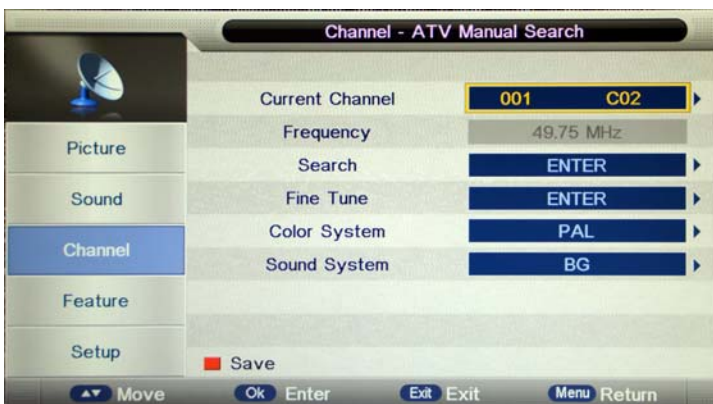 Channel - ATV Manual Search
Picture
Sound
Channel
Feature
Setup
Current Channel 001 C02
Frequency 49.75 MHz
Search ENTER
Fine Tune ENTER
Color System PAL
Sound System BG
Save
Move Ok Enter Exit Exit Menu Return